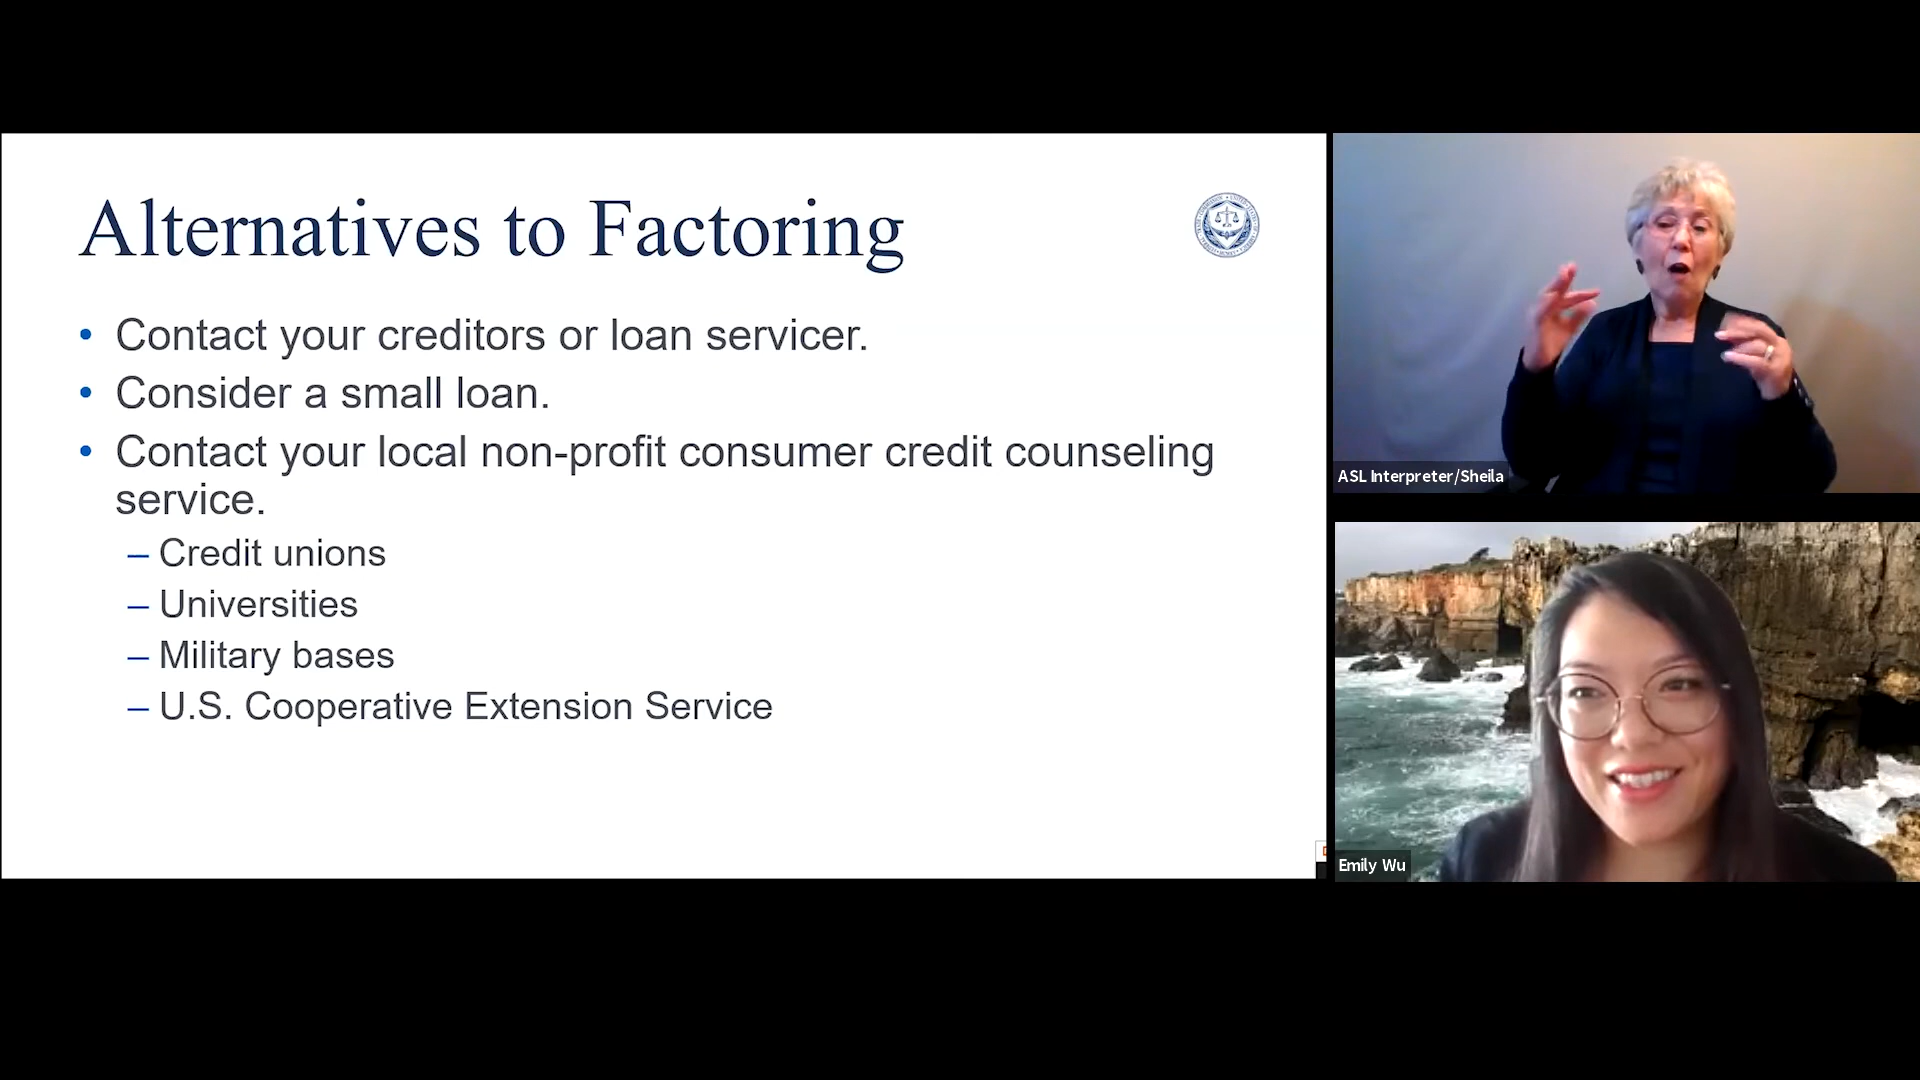 Alternatives to Factoring
• Contact your creditors or loan servicer.
• Consider a small loan.
• Contact your local non-profit consumer credit counseling
service.
– Credit unions
– Universities
– Military bases
– U.S. Cooperative Extension Service
ASL Interpreter/Sheila
Emily Wu